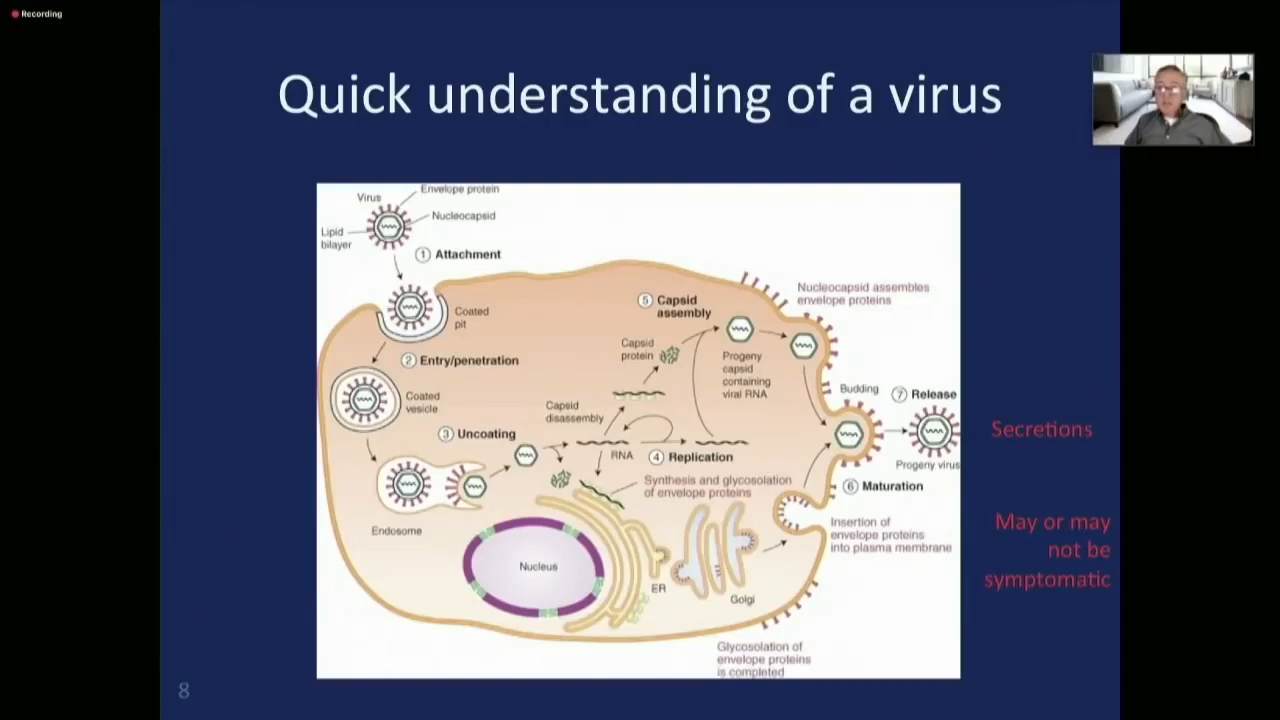 Recording
Quick understanding of a virus
Envelope protein
Virus
Nucleocapsid
Lipid
bilayer
1 Attachment
Coated
pit
2 Entry/penetration
Coated
vesicle
3 Uncoating
Endosome
Capsid
disassembly
RNA
4 Replication
Synthesis and glycosolation
of envelope proteins
Capsid
protein
5 Capsid
assembly
Progeny
capsid
containing
viral RNA
Nucleocapsid assembles
envelope proteins
Budding
7 Release
Progeny virus
6 Maturation
Insertion of
envelope proteins
into plasma membrane
Nucleus
ER
Golgi
Glycosolation of
envelope proteins
is completed
Secretions
May or may
not be
symptomatic
8